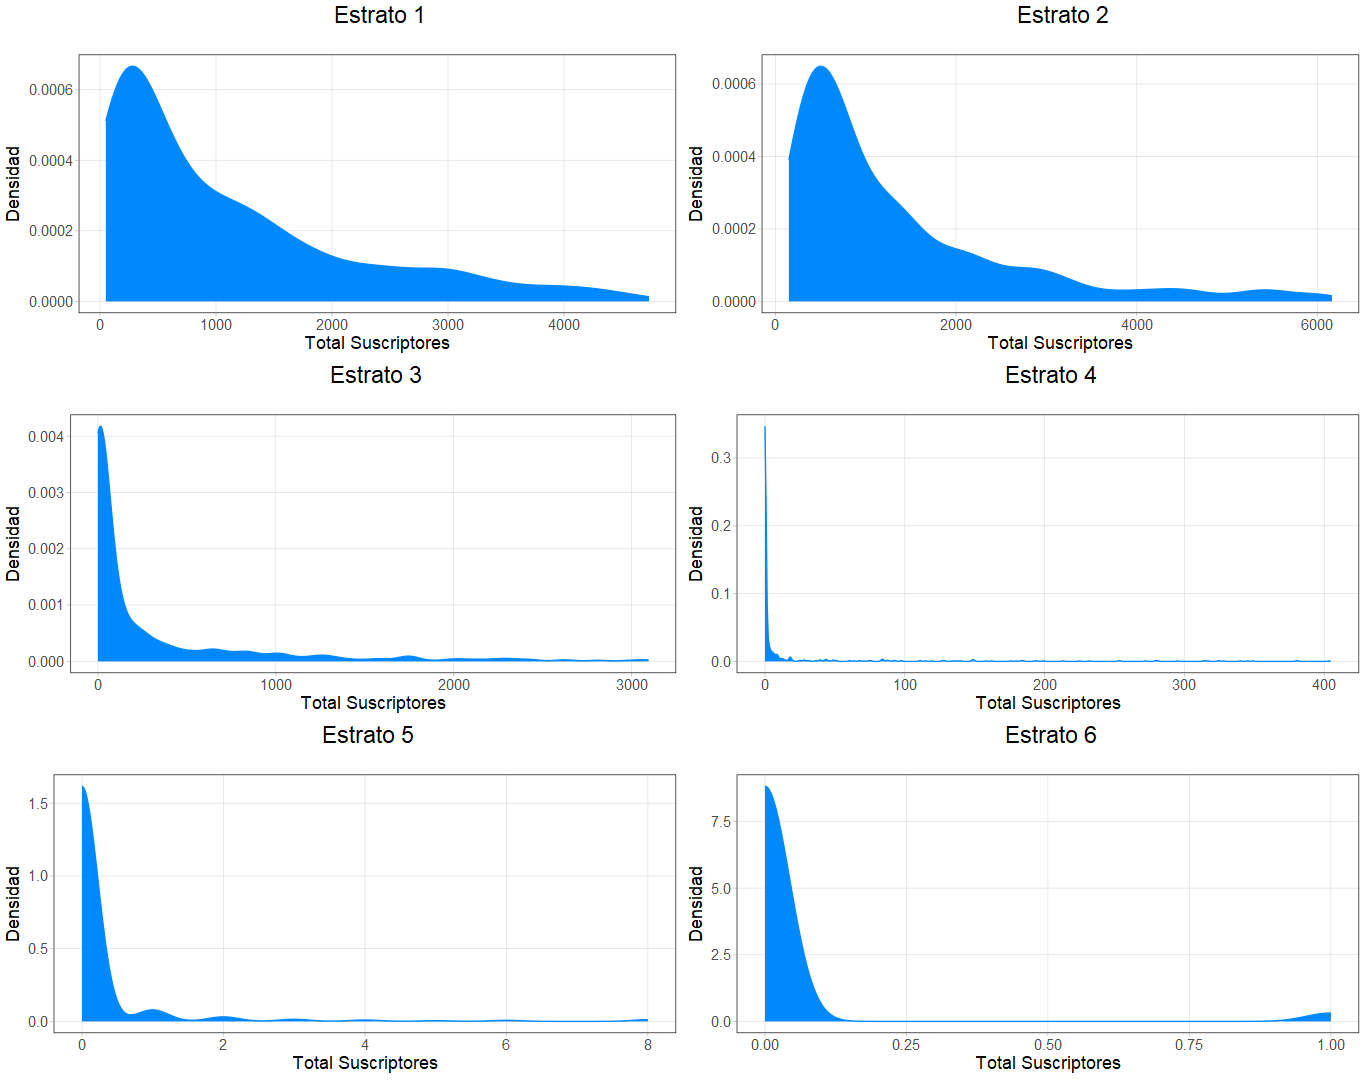 Estrato 1
Densidad
0.0006
0.0004
0.0002
0.0000
0 1000 2000 3000 4000
Total Suscriptores
Estrato 2
Densidad
0.0006
0.0004
0.0002
0.0000
0 2000 4000 6000
Total Suscriptores
Estrato 3
Densidad
0.004
0.003
0.002
0.001
0.000
0 1000 2000 3000
Total Suscriptores
Estrato 4
Densidad
0.3
0.2
0.1
0.0
0 100 200 300 400
Total Suscriptores
Estrato 5
Densidad
1.5
1.0
0.5
0.0
0 2 4 6 8
Total Suscriptores
Estrato 6
Densidad
7.5
5.0
2.5
0.0
0.00 0.25 0.50 0.75 1.00
Total Suscriptores